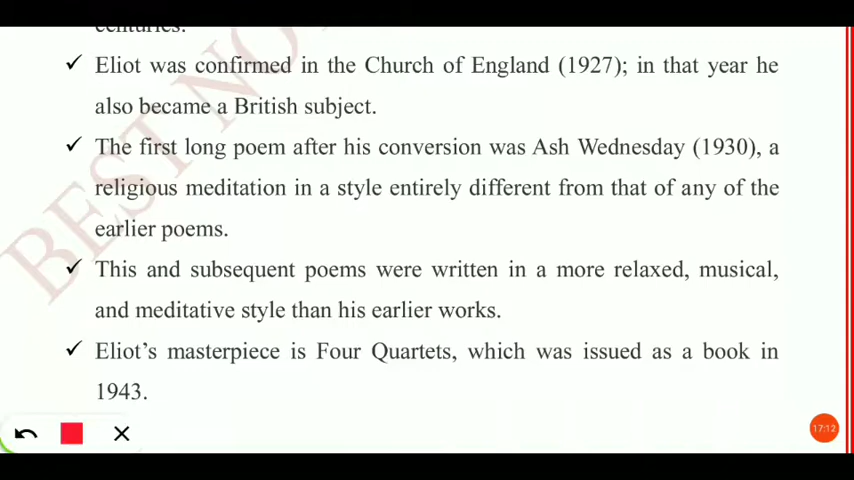 centuries.
✓ Eliot was confirmed in the Church of England (1927); in that year he
also became a British subject.
✓ The first long poem after his conversion was Ash Wednesday (1930), a
religious meditation in a style entirely different from that of any of the
earlier poems.
✓ This and subsequent poems were written in a more relaxed, musical,
and meditative style than his earlier works.
✓ Eliot’s masterpiece is Four Quartets, which was issued as a book in
1943.
17:12
BEST NO